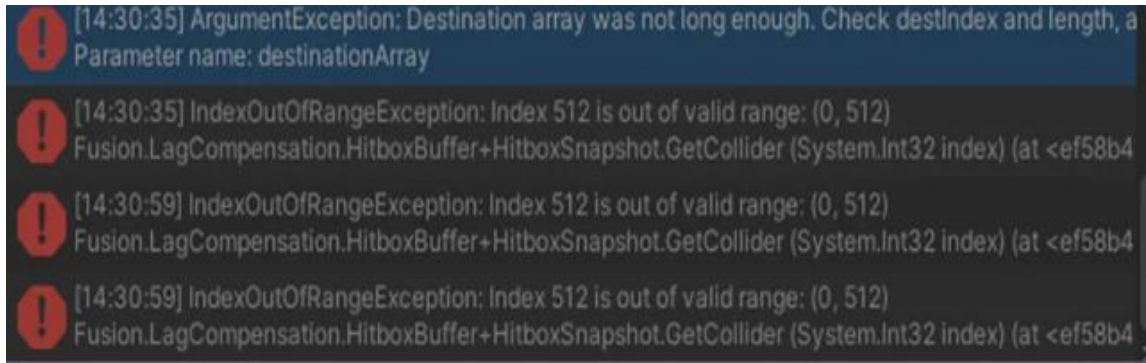 [14:30:35] ArgumentException: Destination array was not long enough. Check destIndex and length, a
Parameter name: destinationArray
[14:30:35] IndexOutOfRangeException: Index 512 is out of valid range: (0, 512)
Fusion.LagCompensation.HitboxBuffer+HitboxSnapshot.GetCollider (System.Int32 index) (at <ef58b4
[14:30:59] IndexOutOfRangeException: Index 512 is out of valid range: (0, 512)
Fusion.LagCompensation.HitboxBuffer+HitboxSnapshot.GetCollider (System.Int32 index) (at <ef58b4
[14:30:59] IndexOutOfRangeException: Index 512 is out of valid range: (0, 512)
Fusion.LagCompensation.HitboxBuffer+HitboxSnapshot.GetCollider (System.Int32 index) (at <ef58b4